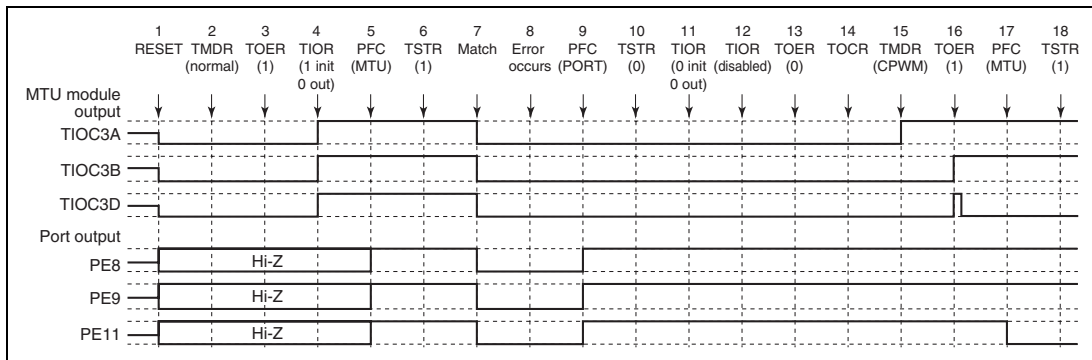 1 2 3 4 5 6 7 8 9 10 11 12 13 14 15 16 17 18
RESET TMDR TOER TIOR PFC TSTR Match Error PFC TSTR TIOR TIOR TOER TOCR TMDR TOER PFC TSTR
(normal) (1) (1 init (MTU) (1) occurs (PORT) (0) (0 init (disabled) (0) (CPWM) (1) (MTU) (1)
0 out) 0 out)
MTU module
output
TIOC3A
TIOC3B
TIOC3D
Port output
PE8 Hi-Z
PE9 Hi-Z
PE11 Hi-Z